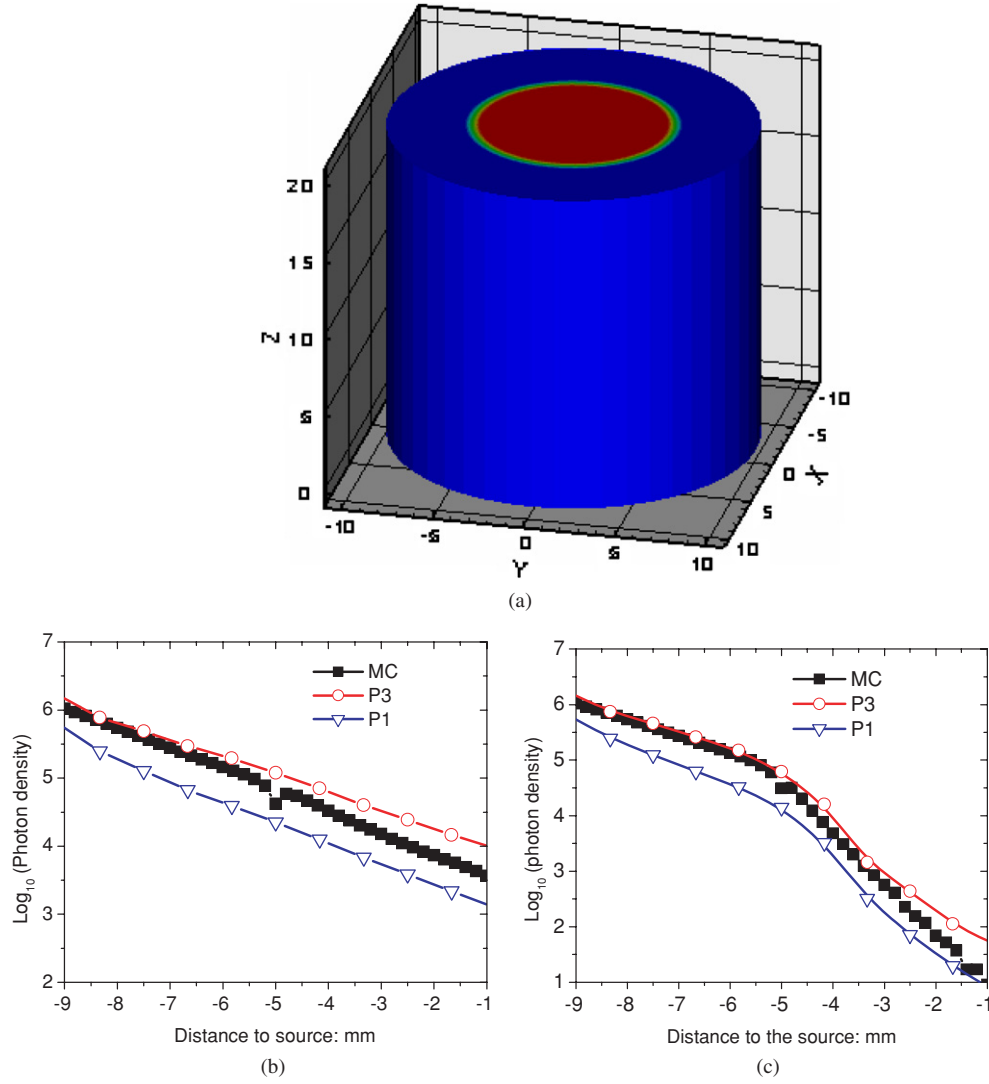 20
15
Z
10
5
0
-10
-5
0
5
10
Y
-10
-5
0
X
5
10
(a)
7
6
5
4
3
2
Log10 (Photon density)
MC
P3
P1
-9 -8 -7 -6 -5 -4 -3 -2 -1
Distance to source: mm
(b)
7
6
5
4
3
2
1
Log10 (photon density)
MC
P3
P1
-9 -8 -7 -6 -5 -4 -3 -2 -1
Distance to the source: mm
(c)